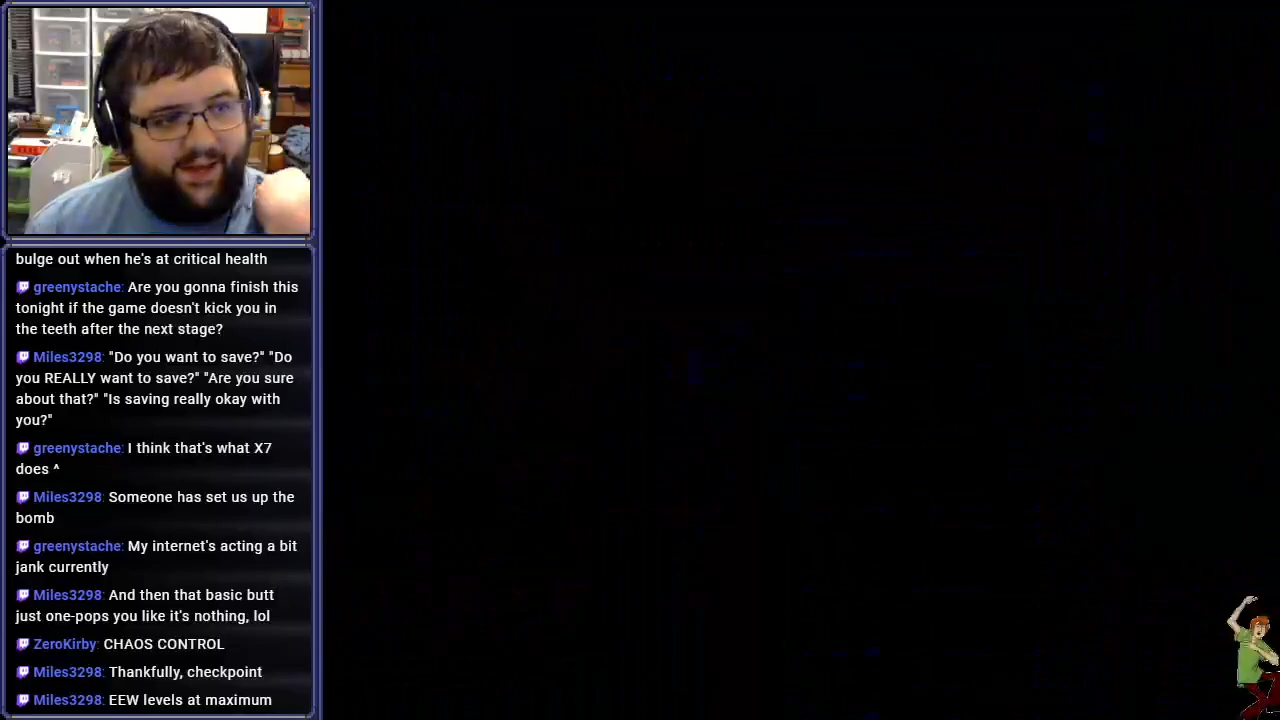 bulge out when he's at critical health
greenystache: Are you gonna finish this
tonight if the game doesn't kick you in
the teeth after the next stage?
Miles3298: "Do you want to save?" "Do
you REALLY want to save?" "Are you sure
about that?" "Is saving really okay with
you?"
greenystache: I think that's what X7
does ^
Miles3298: Someone has set us up the
bomb
greenystache: My internet's acting a bit
jank currently
Miles3298: And then that basic butt
just one-pops you like it's nothing, lol
ZeroKirby: CHAOS CONTROL
Miles3298: Thankfully, checkpoint
Miles3298: EEW levels at maximum